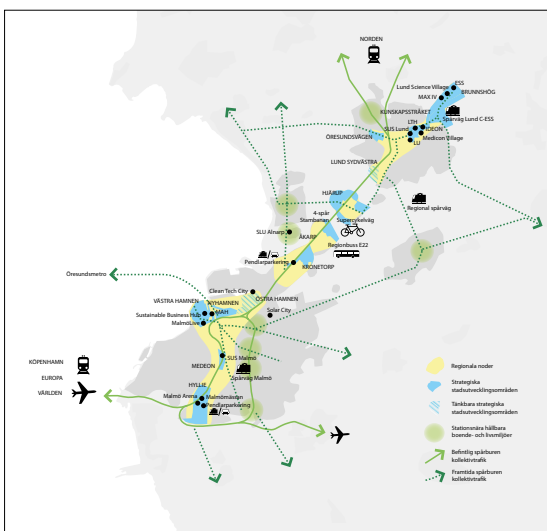 NORDEN
ESS
Lund Science Village
BRUNNSHÖG
MAX IV
KUNSKAPSSTRÅKET
Spårväg Lund C-ESS
LTH
SUS Lund
IDEON
ÖRESUNDSVÄGEN
Medicon Village
LU
LUND SYDVÄSTRA
HJÄRUP
Regional spårväg
4-spår
Stambanan
Supercykelväg
SLU Alnarp
ÅKARP
Regionbuss E22
Pendlarparkering
KRONETORP
Öresundsmetro
Clean Tech City
ÖSTRA HAMNEN
VÄSTRA HAMNEN
NYHAMNEN
MAH
Solar City
Sustainable Business Hub
MalmöLive
SUS Malmö
MEDEON
Spårväg Malmö
KÖPENHAMN
EUROPA
VÄRLDEN
HYLLIE
Malmö Arena
Malmömässan
Pendlarparkering
Regionala noder
Strategiska
stadsutvecklingsområden
Tänkbara strategiska
stadsutvecklingsområden
Stationsnära hållbara
boende- och livsmiljöer
Befintlig spårburen
kollektivtrafik
Framtida spårburen
kollektivtrafik